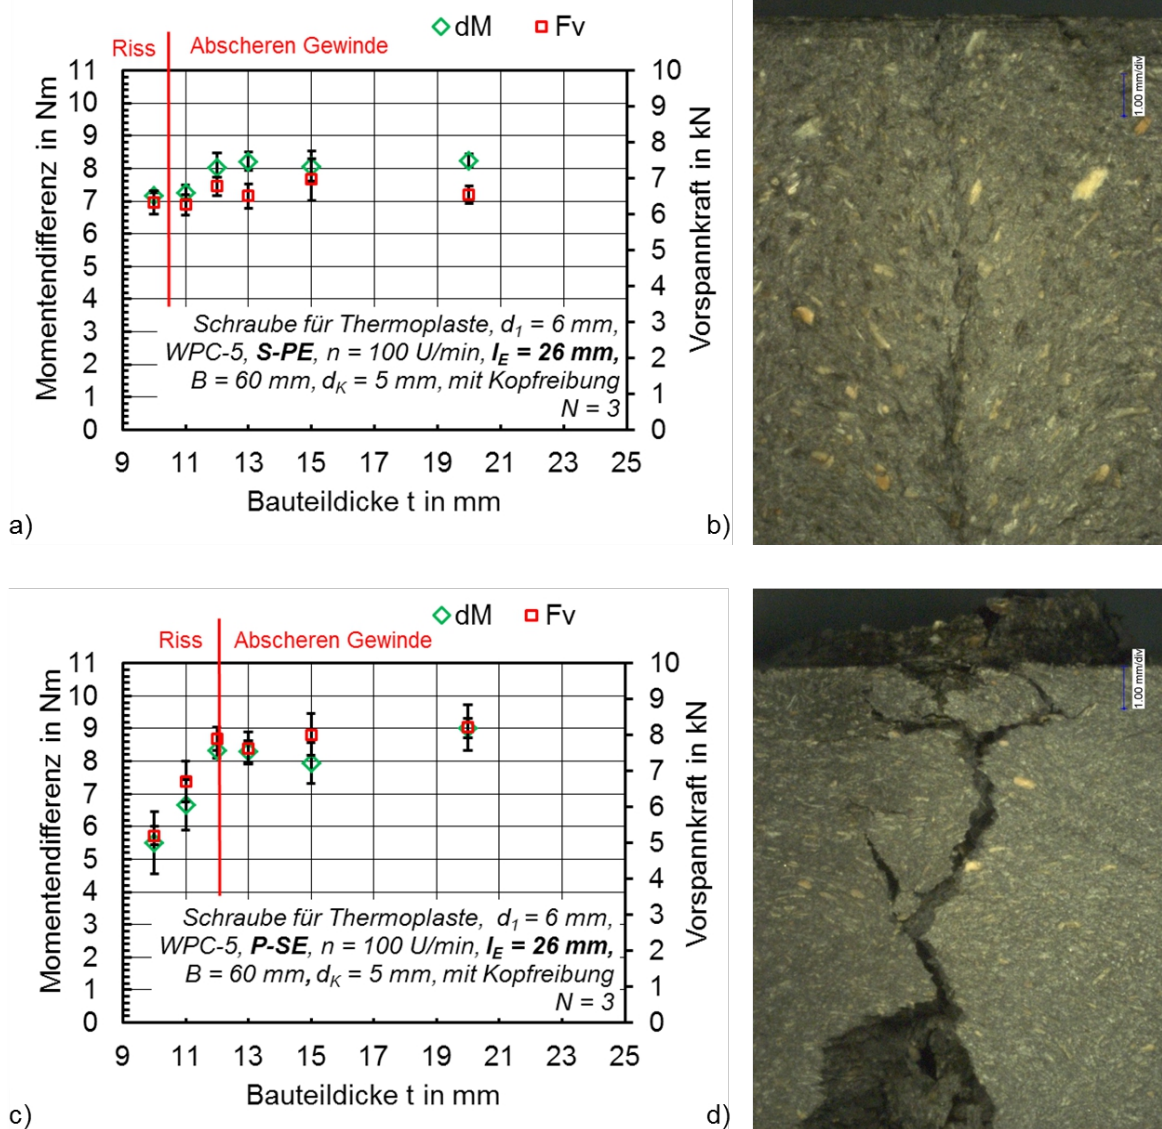 dM Fv
Riss Abscheren Gewinde
Momentendifferenz in Nm
11
10
9
8
7
6
5
4
3
2
1
0
10
9
8
7
6
5
4
3
2
1
0
Vorspannkraft in kN
Schraube für Thermoplaste, d1 = 6 mm,
WPC-5, S-PE, n = 100 U/min, lE = 26 mm,
B = 60 mm, dK = 5 mm, mit Kopfreibung
N = 3
9 11 13 15 17 19 21 23 25
Bauteildicke t in mm
a)
1.00 mm/div
b)
dM Fv
Riss Abscheren Gewinde
Momentendifferenz in Nm
11
10
9
8
7
6
5
4
3
2
1
0
10
9
8
7
6
5
4
3
2
1
0
Vorspannkraft in kN
Schraube für Thermoplaste, d1 = 6 mm,
WPC-5, P-SE, n = 100 U/min, lE = 26 mm,
B = 60 mm, dK = 5 mm, mit Kopfreibung
N = 3
9 11 13 15 17 19 21 23 25
Bauteildicke t in mm
c)
1.00 mm/div
d)